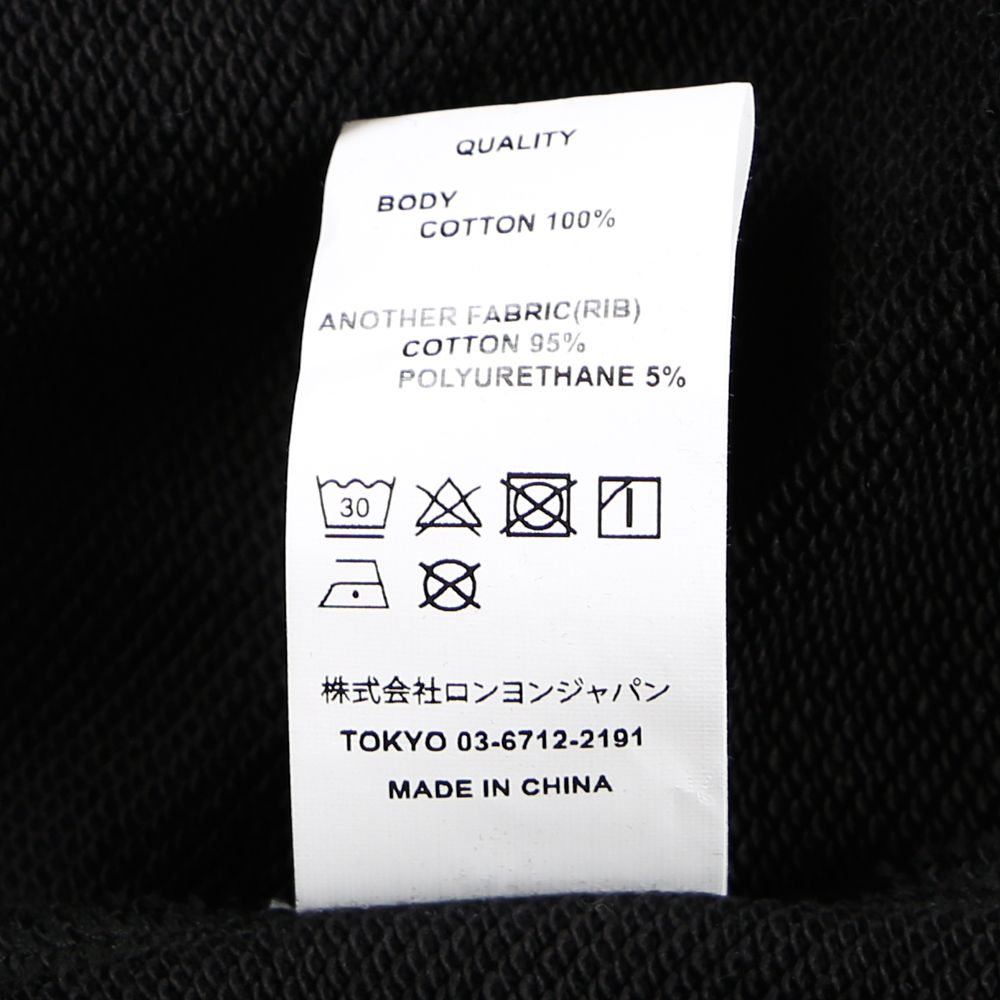 QUALITY
BODY
COTTON 100%
ANOTHER FABRIC(RIB)
COTTON 95%
POLYURETHANE 5%
30
株式会社ロンヨンジャパン
TOKYO 03-6712-2191
MADE IN CHINA